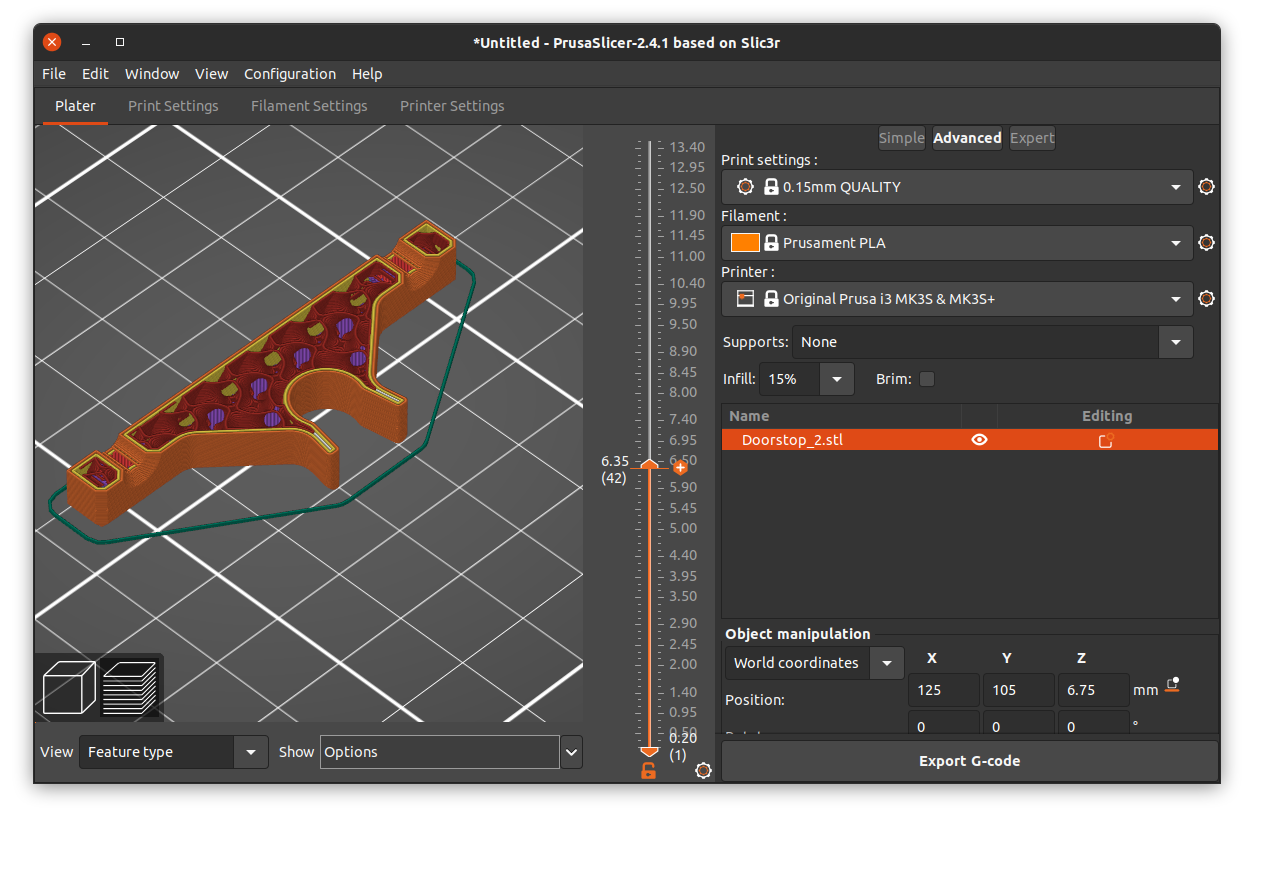 *Untitled - PrusaSlicer-2.4.1 based on Slic3r
File Edit Window View Configuration Help
Plater Print Settings Filament Settings Printer Settings
Simple Advanced Expert
Print settings :
0.15mm QUALITY
Filament :
Prusament PLA
Printer :
Original Prusa i3 MK3S & MK3S+
Supports: None
Infill: 15% Brim:
Name Editing
Doorstop_2.stl
13.40
12.95
12.50
11.90
11.45
11.00
10.40
9.95
9.50
8.90
8.45
8.00
7.40
6.95
6.50
6.35
(42)
5.90
5.45
5.00
4.40
3.95
3.50
2.90
2.45
2.00
1.40
0.95
0.50
0.20
(1)
Object manipulation
World coordinates X Y Z
Position: 125 105 6.75 mm
0 0 0 °
View Feature type Show Options
Export G-code